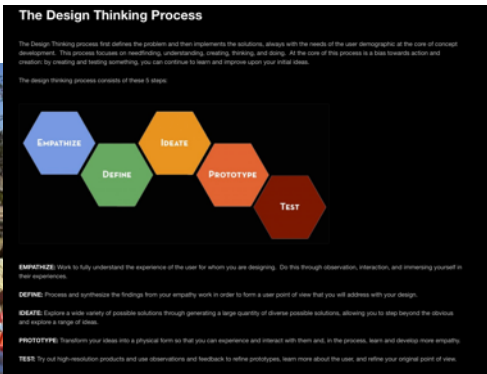 The Design Thinking Process
The Design Thinking process first defines the problem and then implements the solutions, always with the needs of the user demographic at the core of concept
development. This process focuses on needfinding, understanding, creating, thinking, and doing. At the core of this process is a bias towards action and
creation: by creating and testing something, you can continue to learn and improve upon your initial ideas.
The design thinking process consists of these 5 steps:
EMPATHIZE
DEFINE
IDEATE
PROTOTYPE
TEST
EMPATHIZE: Work to fully understand the experience of the user for whom you are designing. Do this through observation, interaction, and immersing yourself in
their experiences.
DEFINE: Process and synthesize the findings from your empathy work in order to form a user point of view that you will address with your design.
IDEATE: Explore a wide variety of possible solutions through generating a large quantity of diverse possible solutions, allowing you to step beyond the obvious
and explore a range of ideas.
PROTOTYPE: Transform your ideas into a physical form so that you can experience and interact with them and, in the process, learn and develop more empathy.
TEST: Try out high-resolution products and use observations and feedback to refine prototypes, learn more about the user, and refine your original point of view.